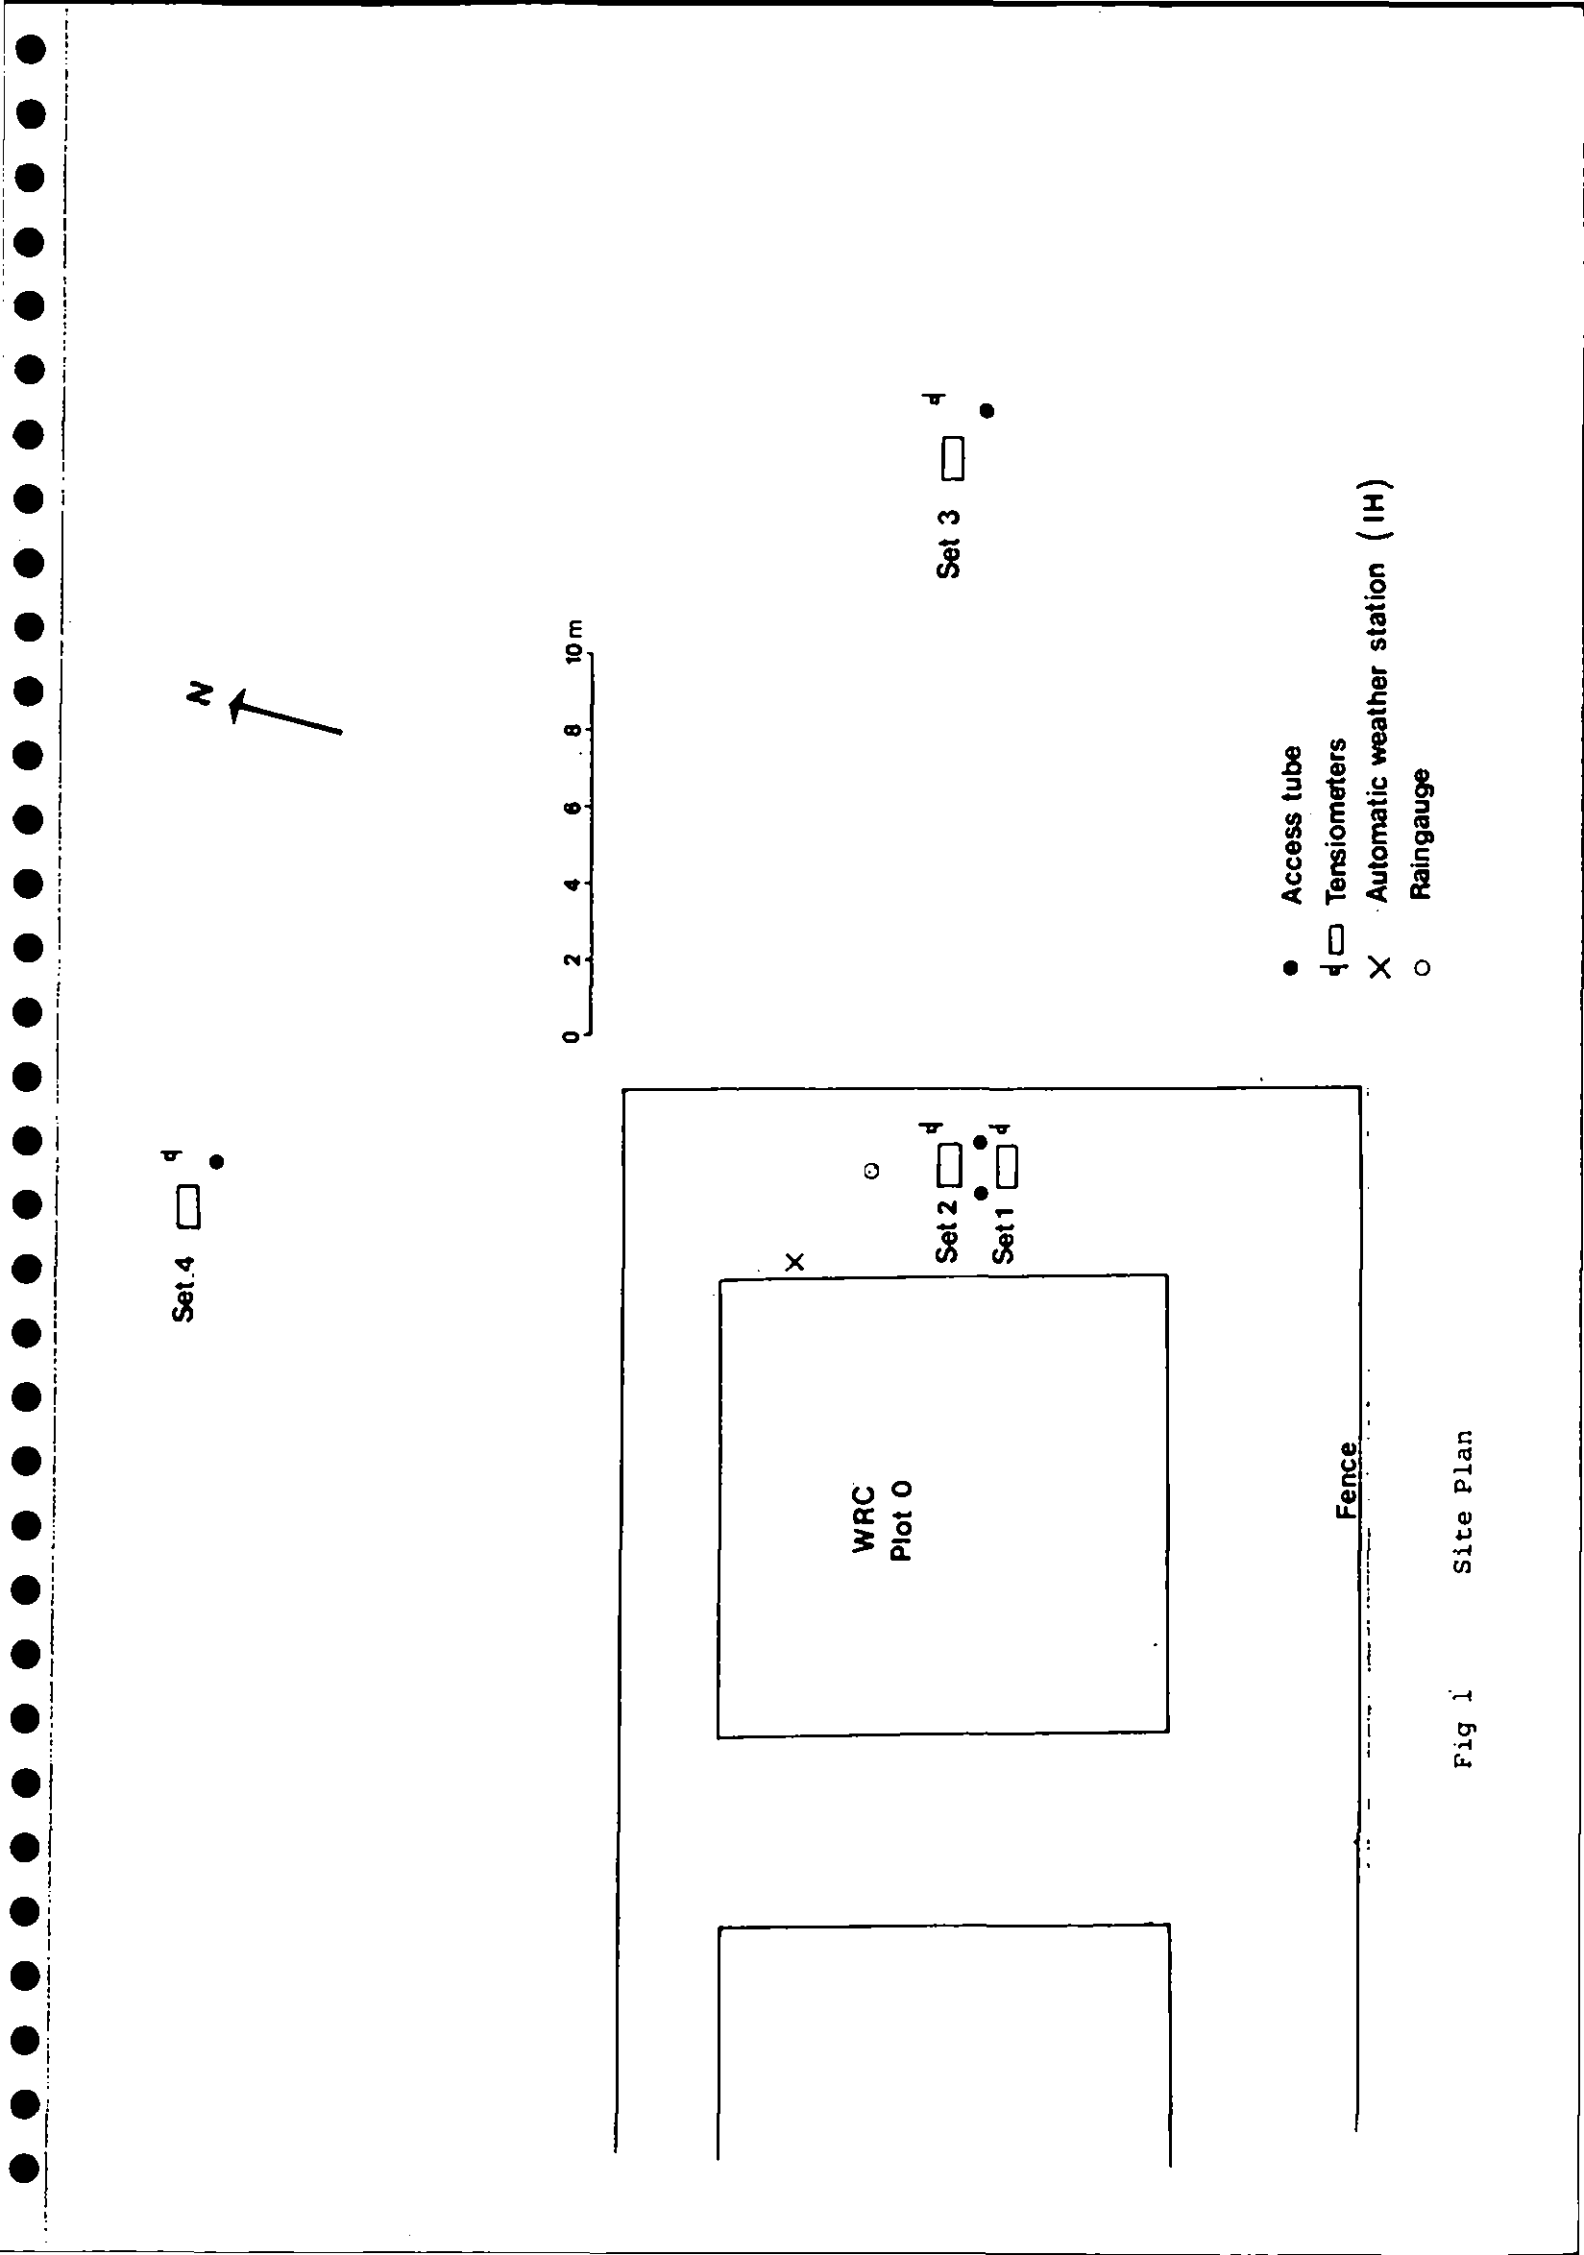 N
Set.4
0 2 4 6 8 10 m
Set 3
Set 2
Set 1
WRC
Plot 0
Fence
Access tube
Tensiometers
Automatic weather station (IH)
Raingauge
Fig 1 Site Plan